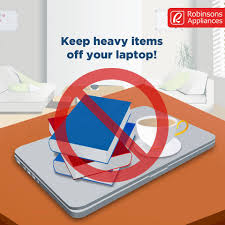 Robinsons
Appliances
Keep heavy items
off your laptop!